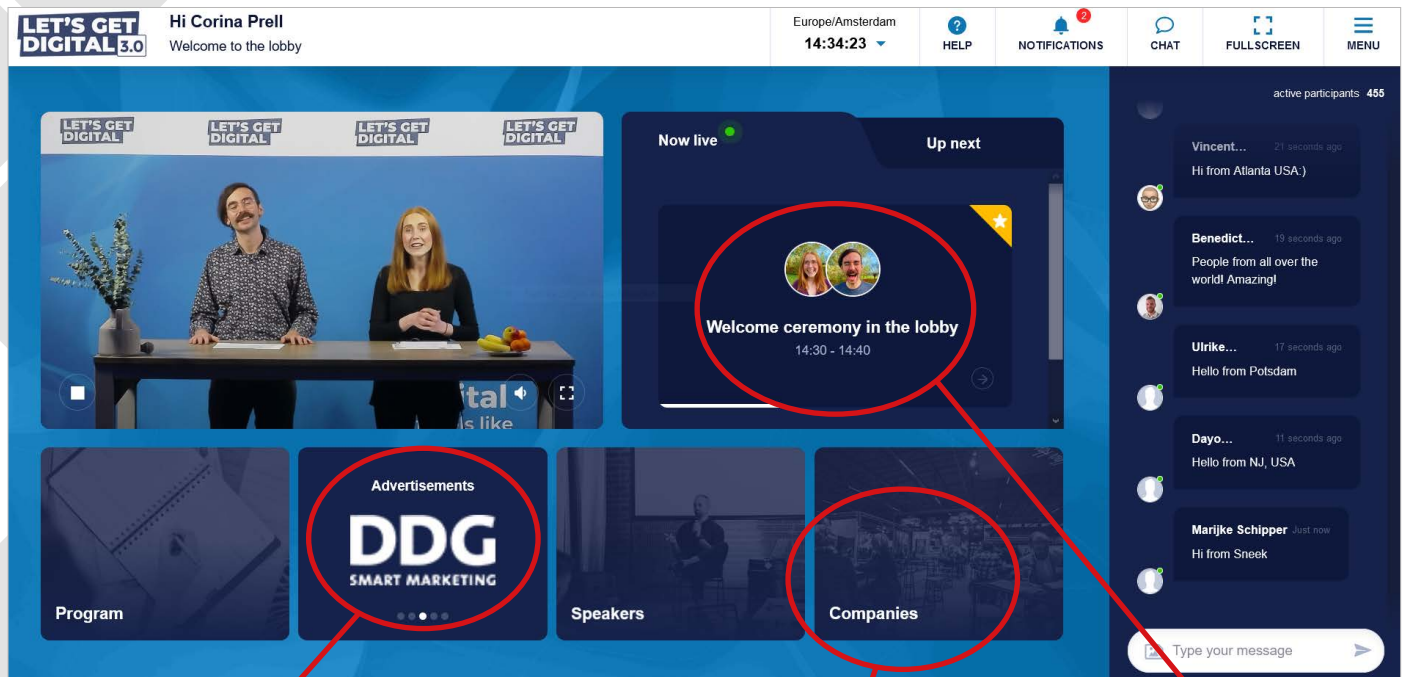 LET'S GET
DIGITAL 3.0
Hi Corina Prell
Welcome to the lobby
Europe/Amsterdam
14:34:23
?
HELP
2
NOTIFICATIONS
CHAT
FULLSCREEN
MENU
active participants 455
LET'S GET
DIGITAL
LET'S GET
DIGITAL
LET'S GET
DIGITAL
LET'S GET
DIGITAL
ital
is like
Now live
Up next
Welcome ceremony in the lobby
14:30 - 14:40
Program
Advertisements
DDG
SMART MARKETING
Speakers
Companies
Vincent... 21 seconds ago
Hi from Atlanta USA:)
Benedict... 19 seconds ago
People from all over the
world! Amazing!
Ulrike... 17 seconds ago
Hello from Potsdam
Dayo... 11 seconds ago
Hello from NJ, USA
Marijke Schipper Just now
Hi from Sneek
Type your message